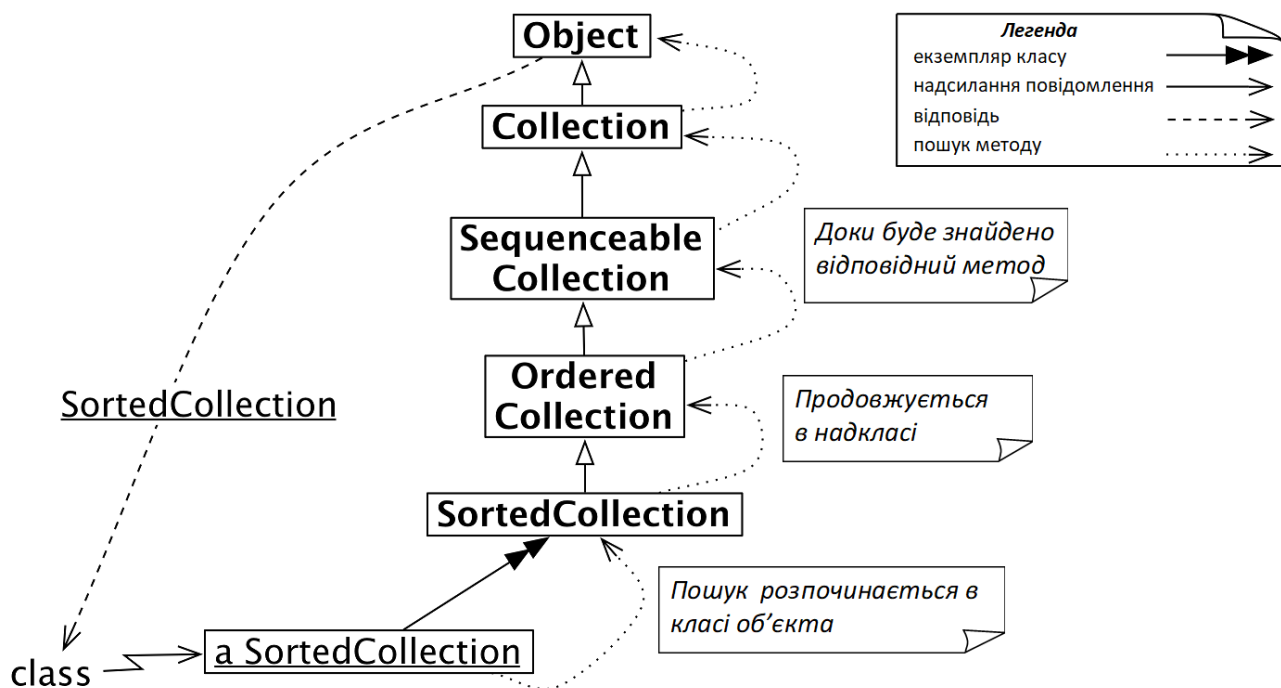 Object
Легенда
екземпляр класу
надсилання повідомлення
відповідь
пошук методу
Collection
Sequenceable
Collection
Доки буде знайдено
відповідний метод
Ordered
Collection
SortedCollection
Продовжується
в надкласі
SortedCollection
Пошук розпочинається в
класі об’єкта
a SortedCollection
class